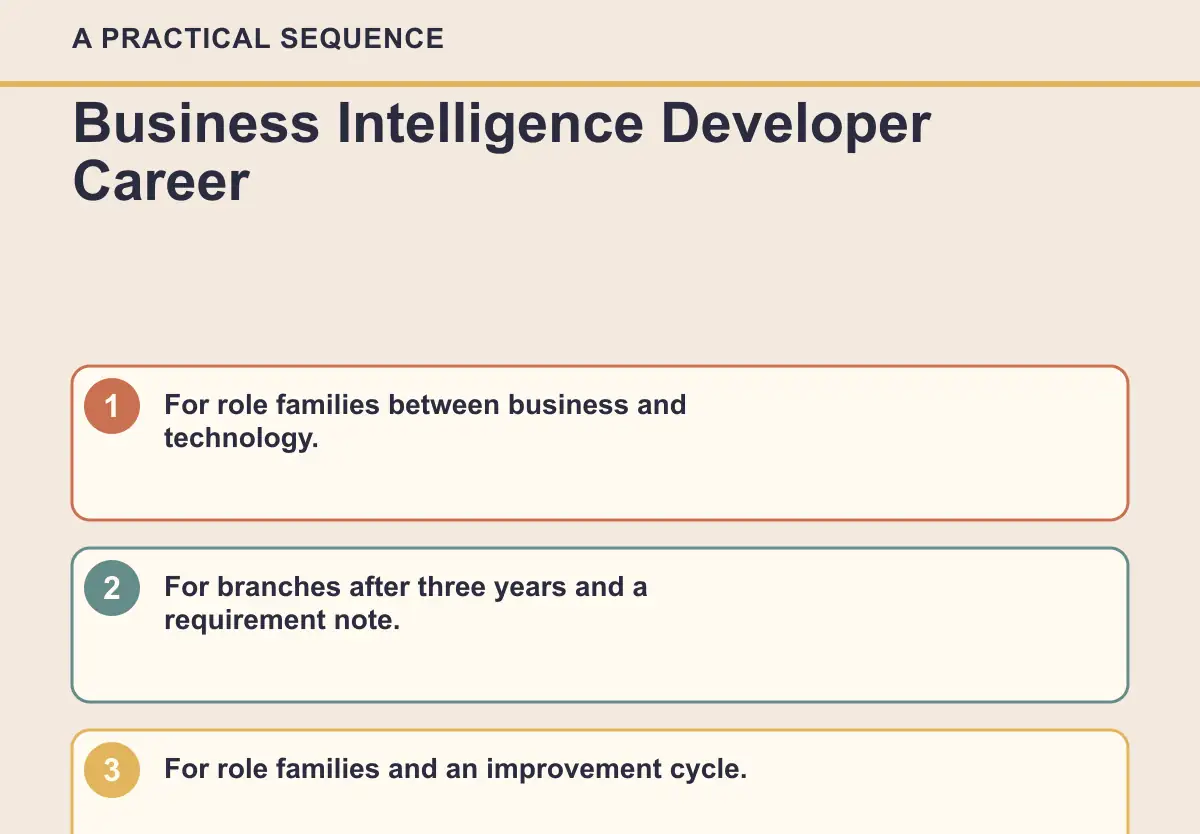 A PRACTICAL SEQUENCE
Business Intelligence Developer
Career
1
For role families between business and
technology.
2
For branches after three years and a
requirement note.
3
For role families and an improvement cycle.